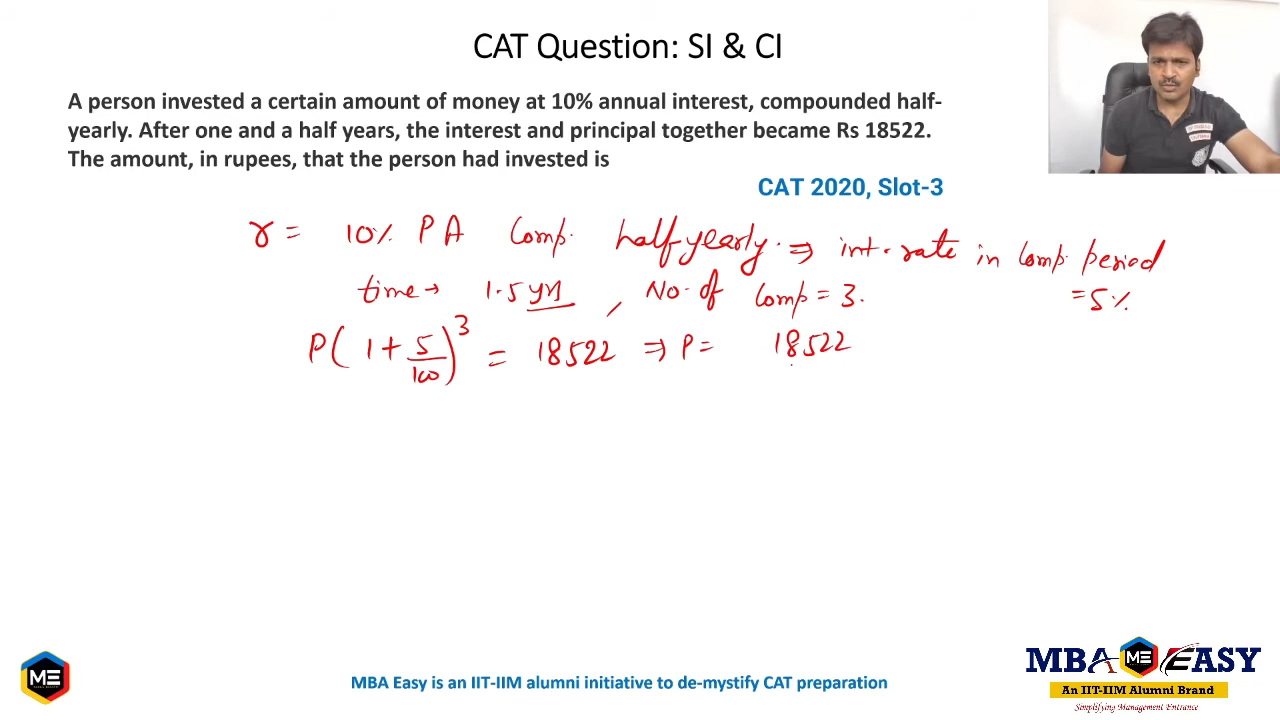 CAT Question: SI & CI
A person invested a certain amount of money at 10% annual interest, compounded half-
yearly. After one and a half years, the interest and principal together became Rs 18522.
The amount, in rupees, that the person had invested is
CAT 2020, Slot-3
r = 10% PA Comp. half-yearly. ⇒ int. rate in Comp. period
= 5%
time → 1.5 yrs, No. of Comp = 3.
P(1 + 5/100)^3 = 18522 ⇒ P = 18522
ME
MBA Easy is an IIT-IIM alumni initiative to de-mystify CAT preparation
MBA ME EASY
An IIT-IIM Alumni Brand
Simplifying Management Entrance